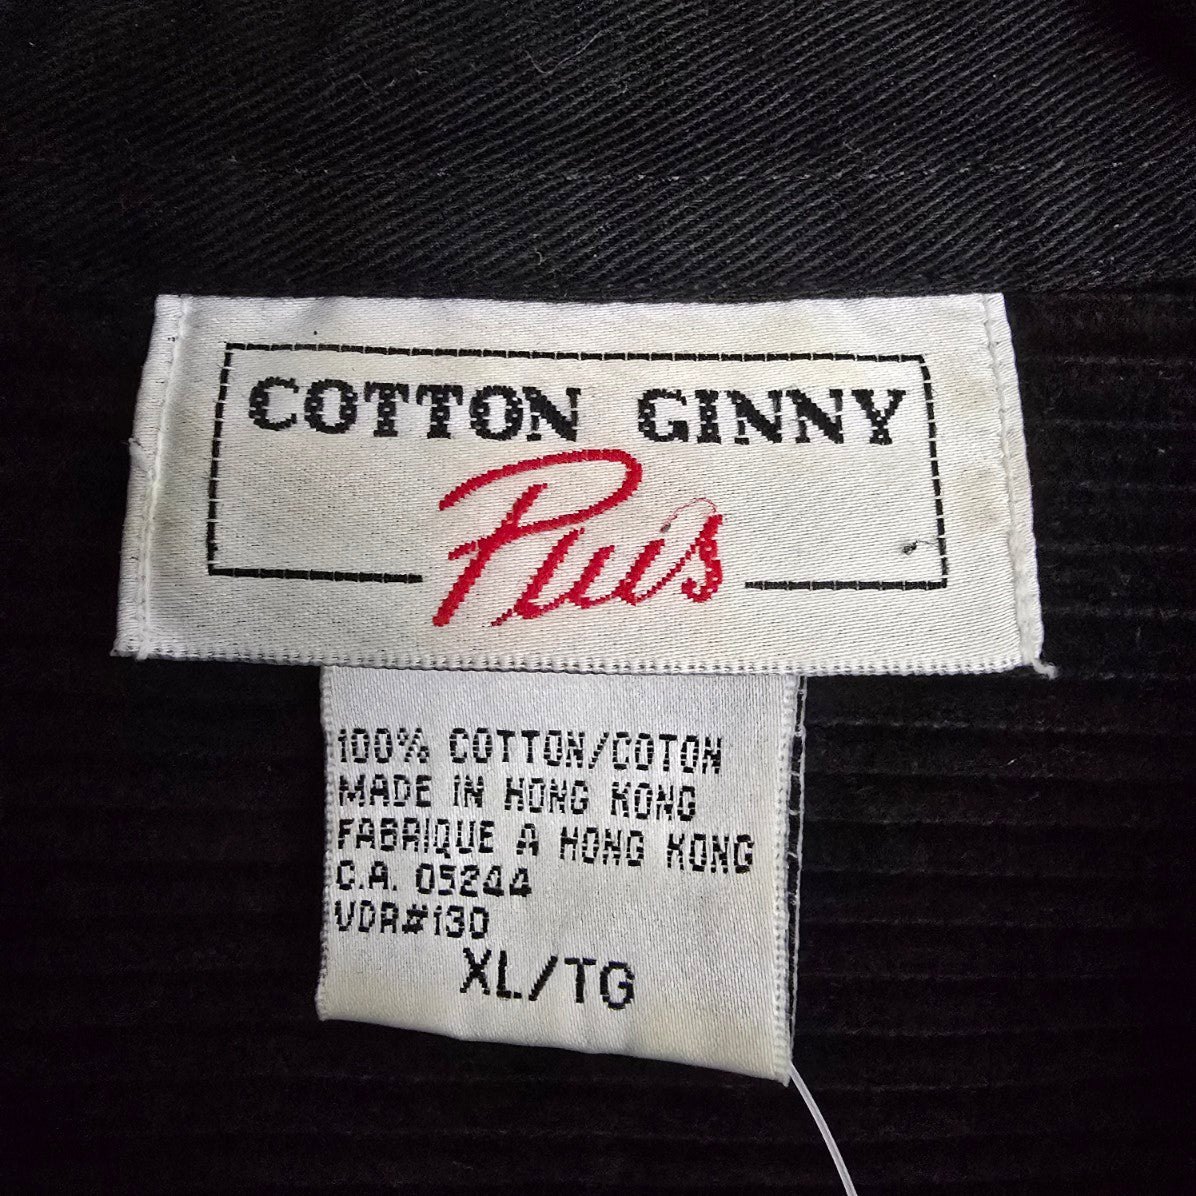 COTTON GINNY
Plus
100% COTTON/COTON
MADE IN HONG KONG
FABRIQUE A HONG KONG
C.A. 05244
VDR#130
XL/TG